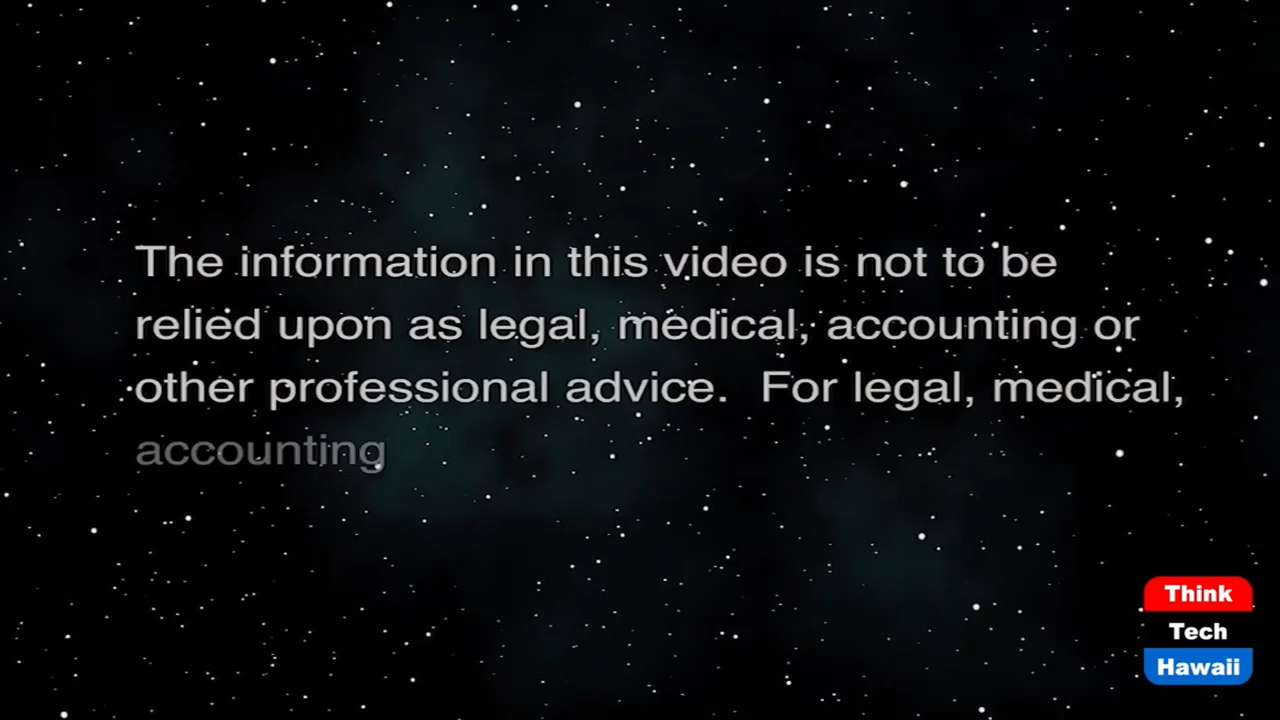 The information in this video is not to be
relied upon as legal, medical, accounting or
other professional advice.  For legal, medical,
accounting
Think
Tech
Hawaii